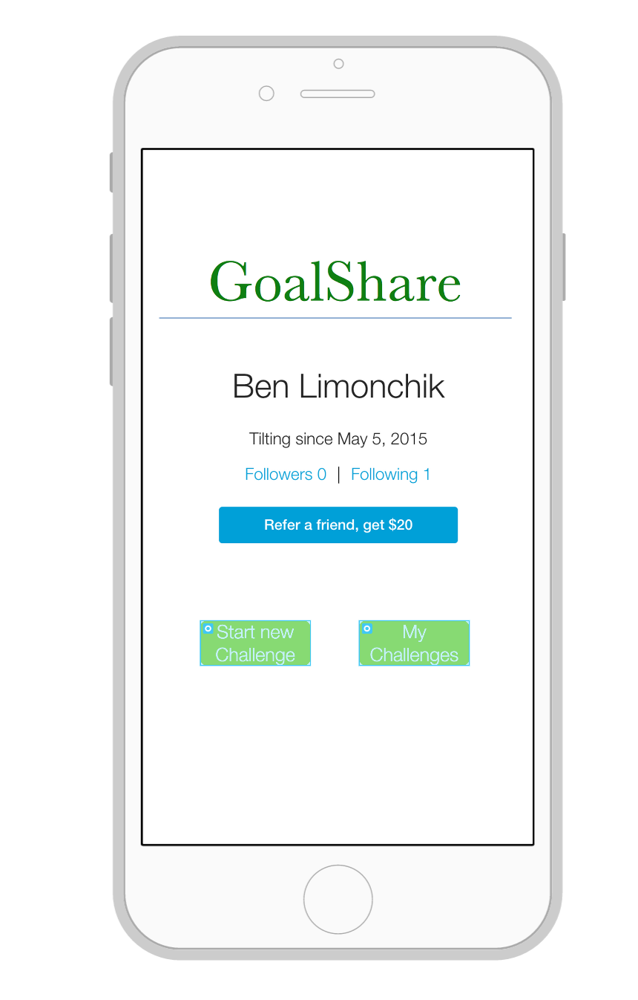 GoalShare
Ben Limonchik
Tilting since May 5, 2015
Followers 0 | Following 1
Refer a friend, get $20
Start new
Challenge
My
Challenges